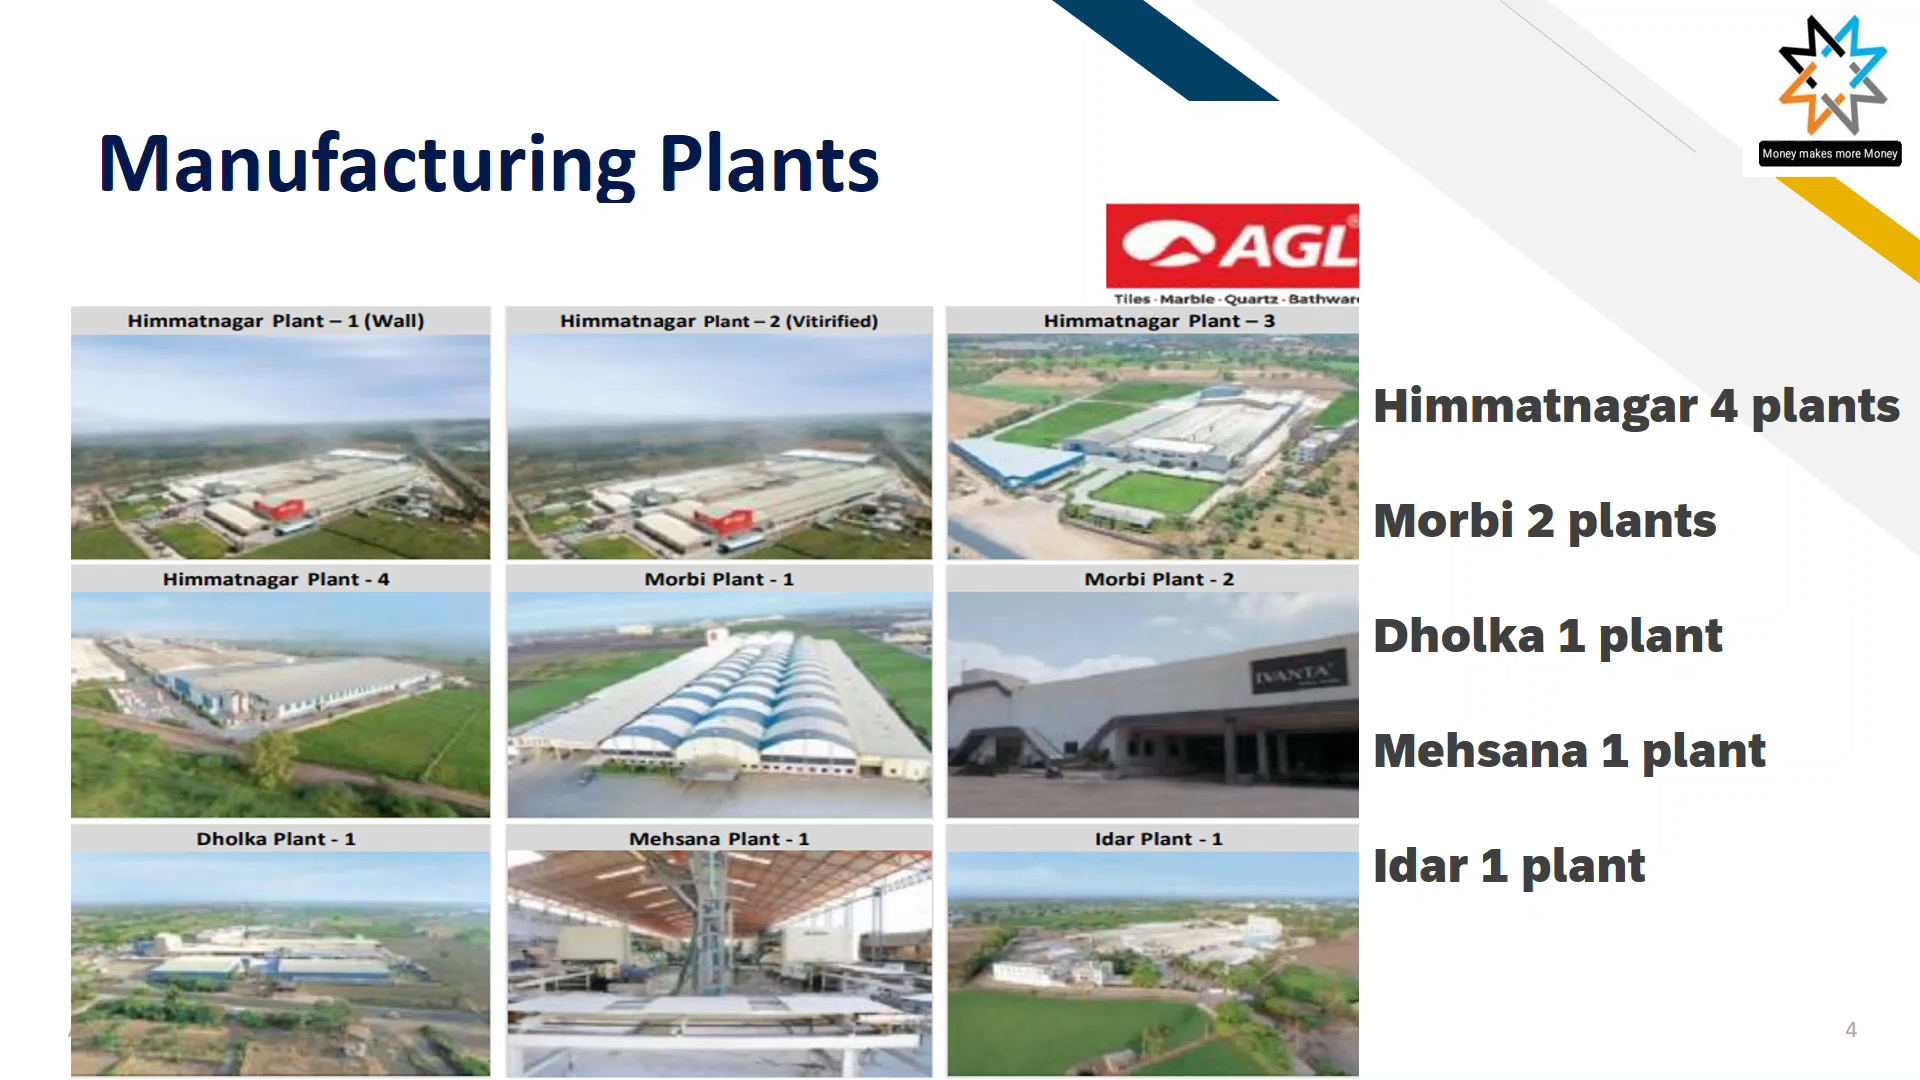 Money makes more Money
Manufacturing Plants
AGL
Tiles · Marble · Quartz · Bathware
Himmatnagar Plant – 1 (Wall)
Himmatnagar Plant – 2 (Vitirified)
Himmatnagar Plant – 3
Himmatnagar Plant - 4
Morbi Plant - 1
Morbi Plant - 2
IVANTA
Dholka Plant - 1
Mehsana Plant - 1
Idar Plant - 1
Himmatnagar 4 plants
Morbi 2 plants
Dholka 1 plant
Mehsana 1 plant
Idar 1 plant
4